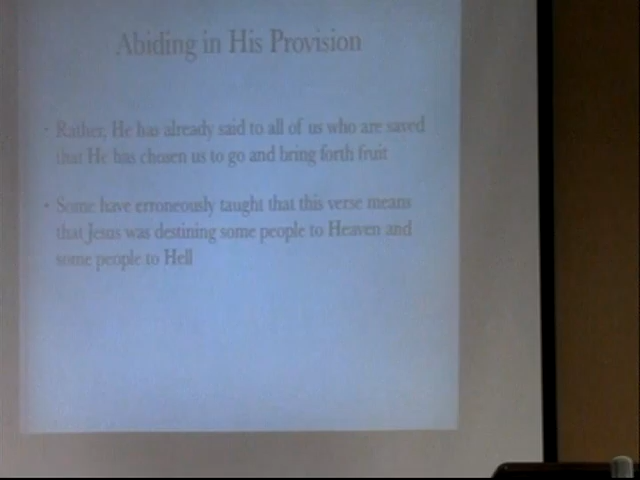 Abiding in His Provision
• Rather, He has already said to all of us who are saved
that He has chosen us to go and bring forth fruit
• Some have erroneously taught that this verse means
that Jesus was destining some people to Heaven and
some people to Hell